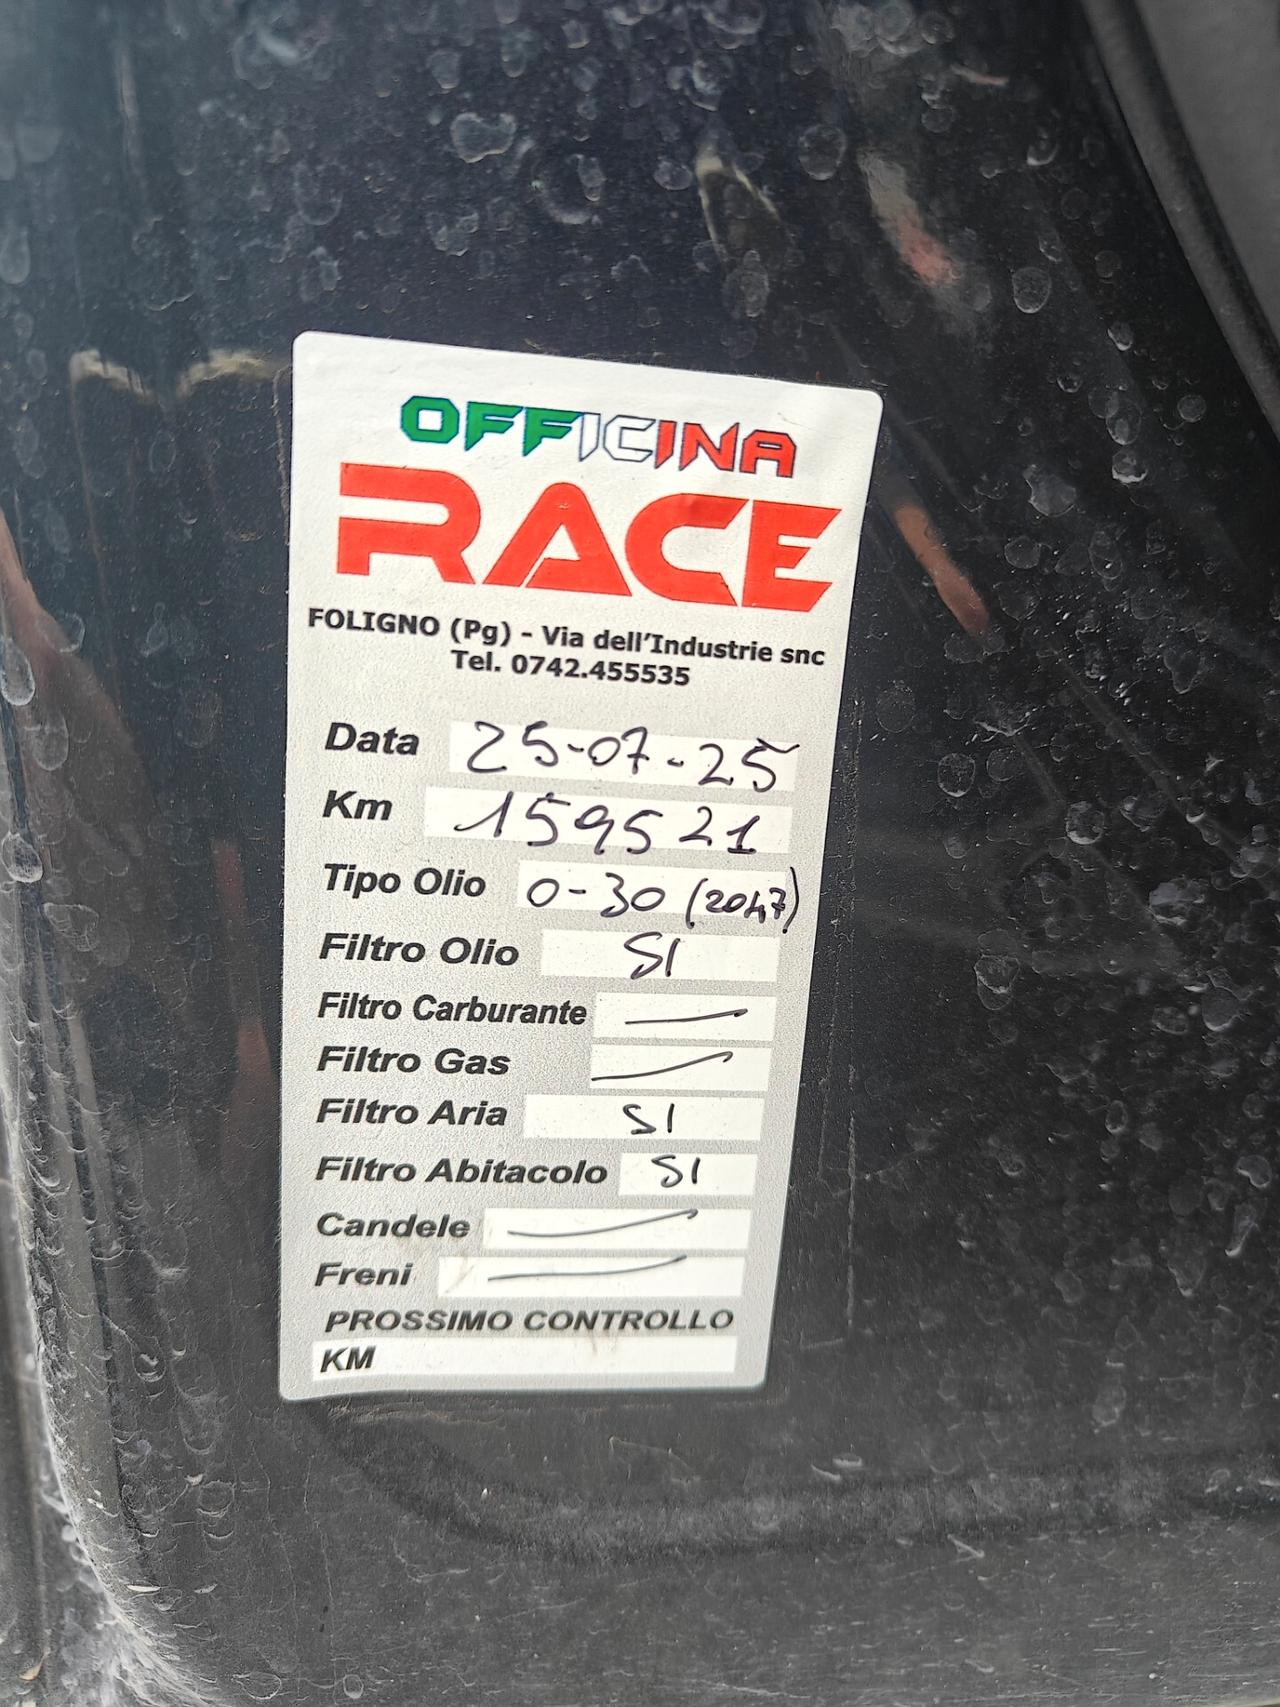 OFFICINA
RACE
FOLIGNO (Pg) - Via dell'Industrie snc
Tel. 0742.455535
Data 25-07-25
Km 159521
Tipo Olio 0-30 (2047)
Filtro Olio SI
Filtro Carburante —
Filtro Gas —
Filtro Aria SI
Filtro Abitacolo SI
Candele —
Freni —
PROSSIMO CONTROLLO
KM